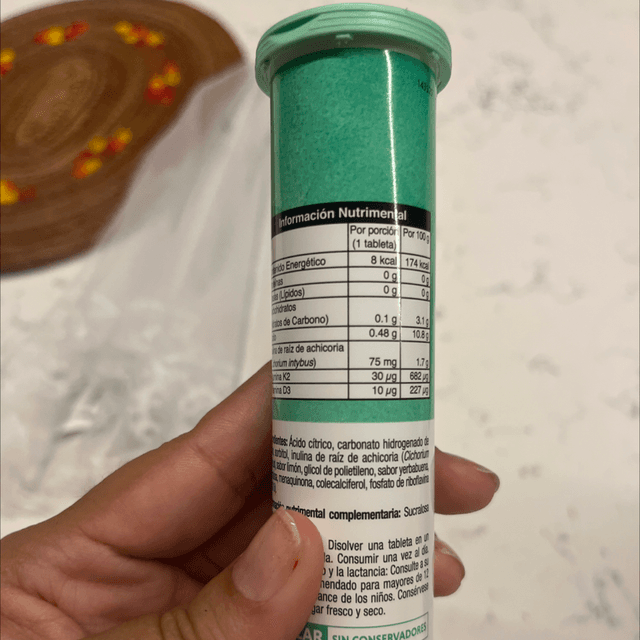 Información Nutrimental
Por porción Por 100 g
(1 tableta)
Energético 8 kcal 174 kcal
0 g 0 g
(Lípidos) 0 g 0 g
de Carbono) 0.1 g 3.1 g
0.48 g 10.8 g
de raíz de achicoria
intybus) 75 mg 1.7 g
K2 30 µg 682 µg
D3 10 µg 227 µg
Ácido cítrico, carbonato hidrogenado de
sorbitol, inulina de raíz de achicoria (Cichorium
sabor limón, glicol de polietileno, sabor yerbabuena,
menaquinona, colecalciferol, fosfato de riboflavina
complementaria: Sucralosa
Disolver una tableta en un
Consumir una vez al día.
y la lactancia: Consulte a su
para mayores de 12
de los niños. Consérvese
fresco y seco.
SIN CONSERVADORES